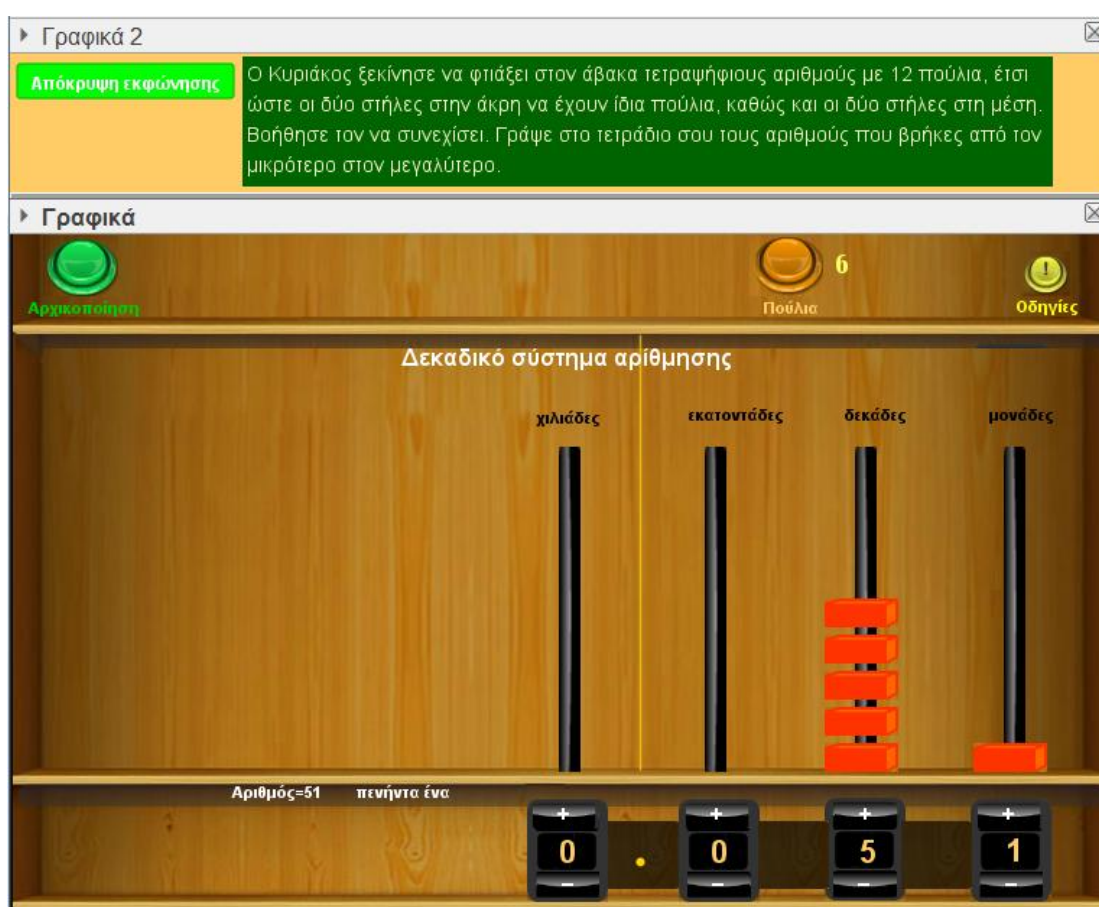 Γραφικά 2
Απόκρυψη εκφώνησης
Ο Κυριάκος ξεκίνησε να φτιάξει στον άβακα τετραψήφιους αριθμούς με 12 πούλια, έτσι
ώστε οι δύο στήλες στην άκρη να έχουν ίδια πούλια, καθώς και οι δύο στήλες στη μέση.
Βοήθησε τον να συνεχίσει. Γράψε στο τετράδιο σου τους αριθμούς που βρήκες από τον
μικρότερο στον μεγαλύτερο.
Γραφικά
6
Αρχικοποίηση
Πούλια
Οδηγίες
Δεκαδικό σύστημα αρίθμησης
χιλιάδες εκατοντάδες δεκάδες μονάδες
Αριθμός=51 πενήντα ένα
+ + + +
0 . 0 5 1
- - - -